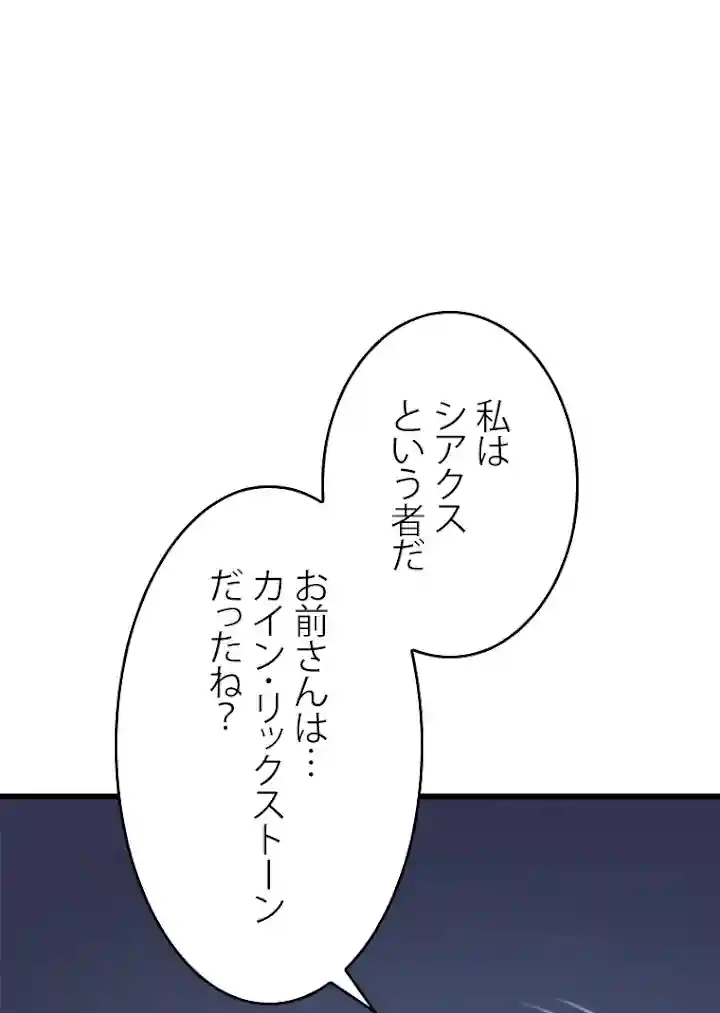 私は
シアクス
という者だ
お前さんは…
カイン・リックストーン
だったね？